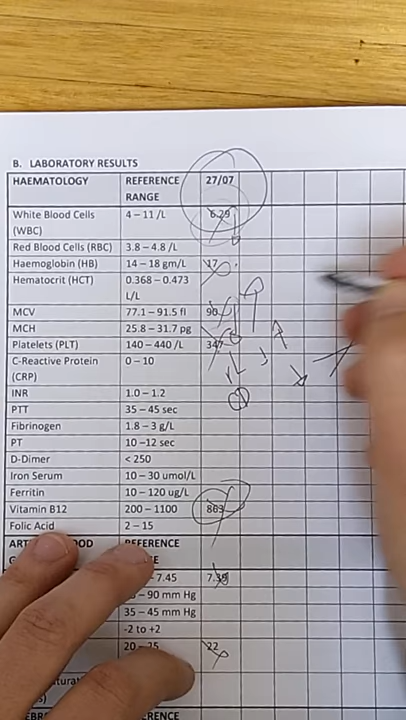 B. LABORATORY RESULTS
HAEMATOLOGY REFERENCE RANGE 27/07
White Blood Cells (WBC) 4 – 11 /L 6.29
Red Blood Cells (RBC) 3.8 – 4.8 /L
Haemoglobin (HB) 14 – 18 gm/L 17
Hematocrit (HCT) 0.368 – 0.473 L/L
MCV 77.1 – 91.5 fl 90
MCH 25.8 – 31.7 pg
Platelets (PLT) 140 – 440 /L 347
C-Reactive Protein (CRP) 0 – 10
INR 1.0 – 1.2
PTT 35 – 45 sec
Fibrinogen 1.8 – 3 g/L
PT 10 –12 sec
D-Dimer < 250
Iron Serum 10 – 30 umol/L
Ferritin 10 – 120 ug/L
Vitamin B12 200 – 1100 863
Folic Acid 2 – 15
REFERENCE
– 7.45
– 90 mm Hg
35 – 45 mm Hg
-2 to +2
20 – 25 22
REFERENCE